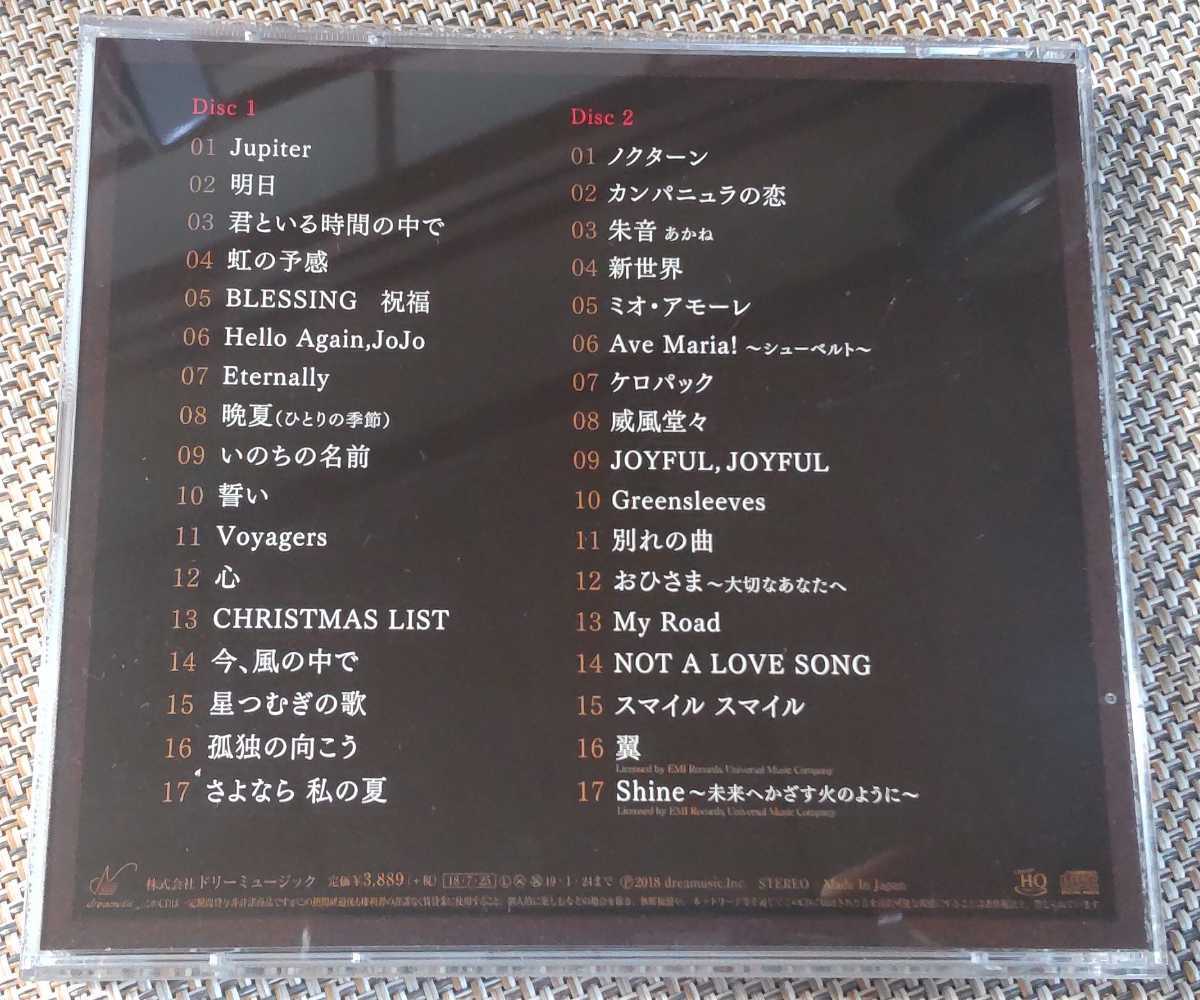 Disc 1
01 Jupiter
02 明日
03 君といる時間の中で
04 虹の予感
05 BLESSING 祝福
06 Hello Again,JoJo
07 Eternally
08 晩夏(ひとりの季節)
09 いのちの名前
10 誓い
11 Voyagers
12 心
13 CHRISTMAS LIST
14 今、風の中で
15 星つむぎの歌
16 孤独の向こう
17 さよなら 私の夏
Disc 2
01 ノクターン
02 カンパニュラの恋
03 朱音 あかね
04 新世界
05 ミオ・アモーレ
06 Ave Maria! ~シューベルト~
07 ケロパック
08 威風堂々
09 JOYFUL, JOYFUL
10 Greensleeves
11 別れの曲
12 おひさま~大切なあなたへ
13 My Road
14 NOT A LOVE SONG
15 スマイル スマイル
16 翼
Licensed by EMI Records, Universal Music Company
17 Shine~未来へかざす火のように~
Licensed by EMI Records, Universal Music Company
株式会社ドリーミュージック 定価¥3,889(+税) 18・7・25 19・1・24まで Ⓟ2018 dreamusic.Inc. STEREO Made In Japan
dreamusic
HQ